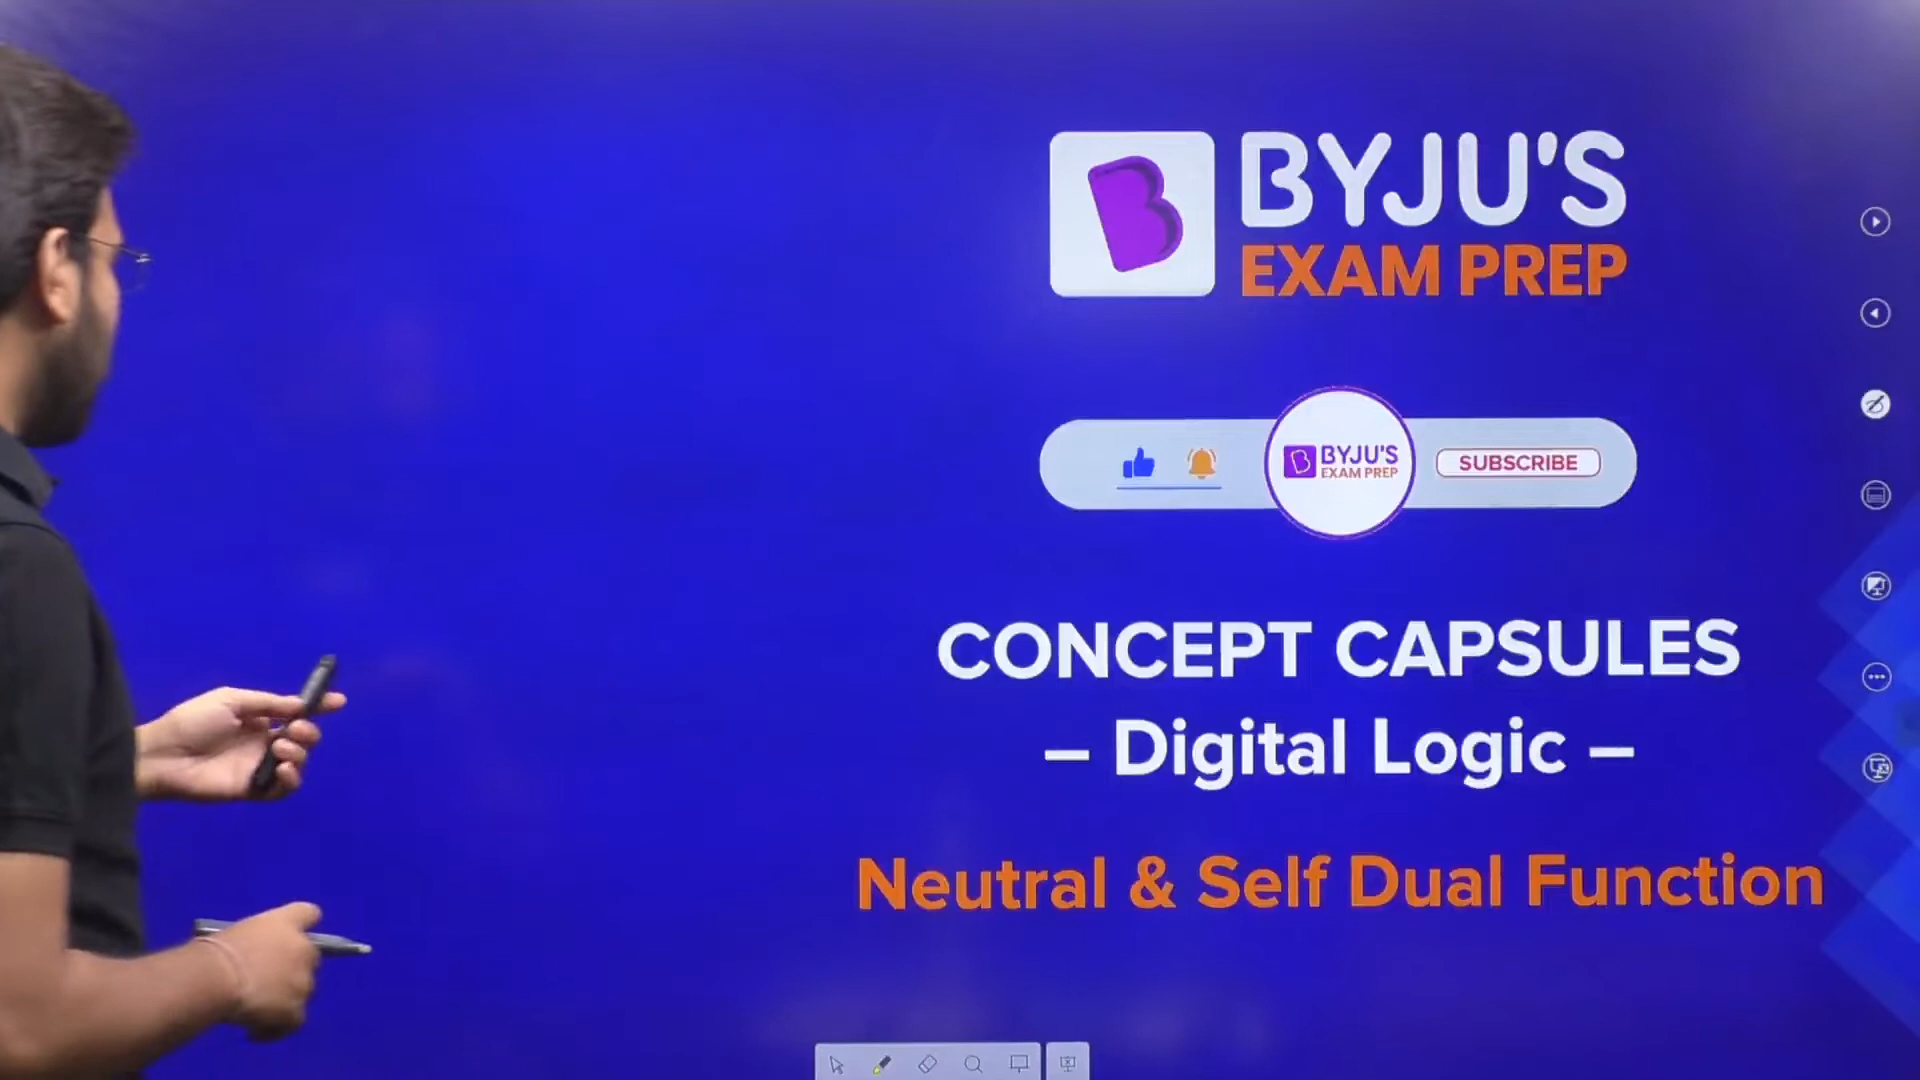 BYJU'S
EXAM PREP
BYJU'S
EXAM PREP
SUBSCRIBE
CONCEPT CAPSULES
– Digital Logic –
Neutral & Self Dual Function